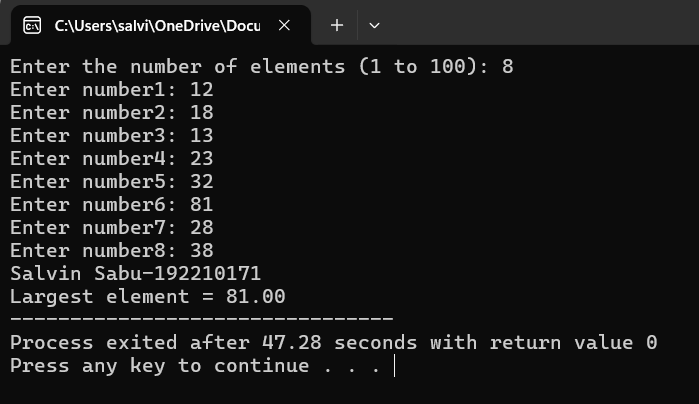 C:\Users\salvi\OneDrive\Docu
Enter the number of elements (1 to 100): 8
Enter number1: 12
Enter number2: 18
Enter number3: 13
Enter number4: 23
Enter number5: 32
Enter number6: 81
Enter number7: 28
Enter number8: 38
Salvin Sabu-192210171
Largest element = 81.00
--------------------------------
Process exited after 47.28 seconds with return value 0
Press any key to continue . . .